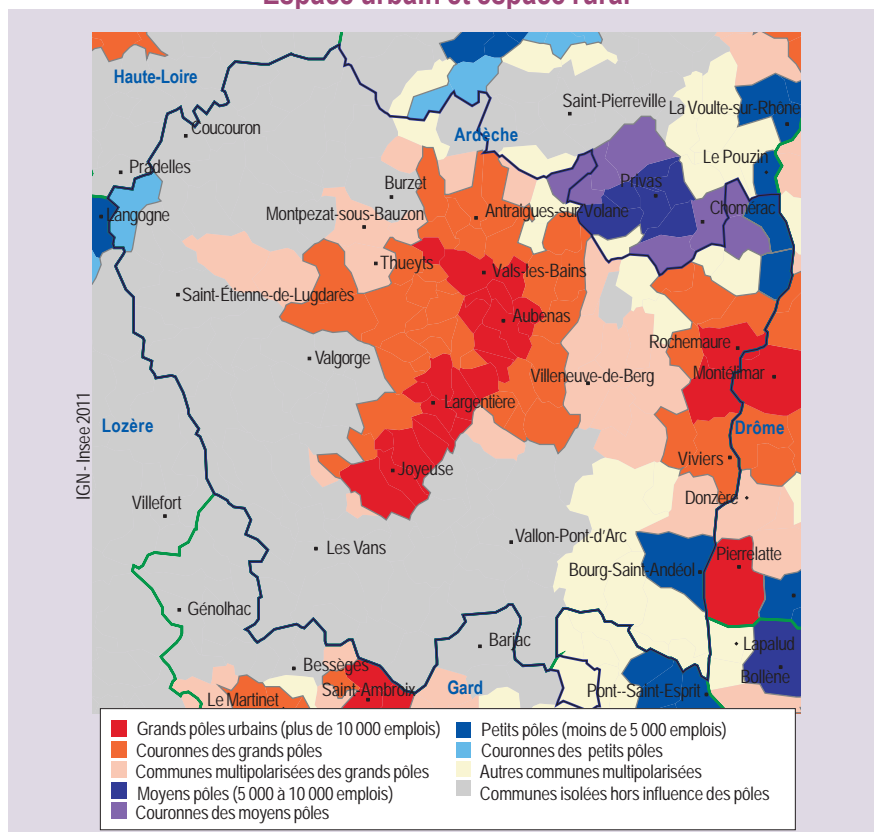 Espace urbain et espace rural
Haute-Loire
Saint-Pierreville
La Voulte-sur-Rhône
Coucouron
Ardèche
Le Pouzin
Pradelles
Burzet
Privas
Langogne
Montpezat-sous-Bauzon
Antraigues-sur-Volane
Chomérac
Thueyts
Vals-les-Bains
Saint-Étienne-de-Lugdarès
Aubenas
Rochemaure
Valgorge
Villeneuve-de-Berg
Montélimar
Largentière
Lozère
Drôme
Viviers
Joyeuse
IGN - Insee 2011
Villefort
Donzère
Les Vans
Vallon-Pont-d'Arc
Pierrelatte
Bourg-Saint-Andéol
Génolhac
Barjac
Lapalud
Bessèges
Bollène
Le Martinet
Saint-Ambroix
Gard
Pont--Saint-Esprit
Grands pôles urbains (plus de 10 000 emplois)
Couronnes des grands pôles
Communes multipolarisées des grands pôles
Moyens pôles (5 000 à 10 000 emplois)
Couronnes des moyens pôles
Petits pôles (moins de 5 000 emplois)
Couronnes des petits pôles
Autres communes multipolarisées
Communes isolées hors influence des pôles